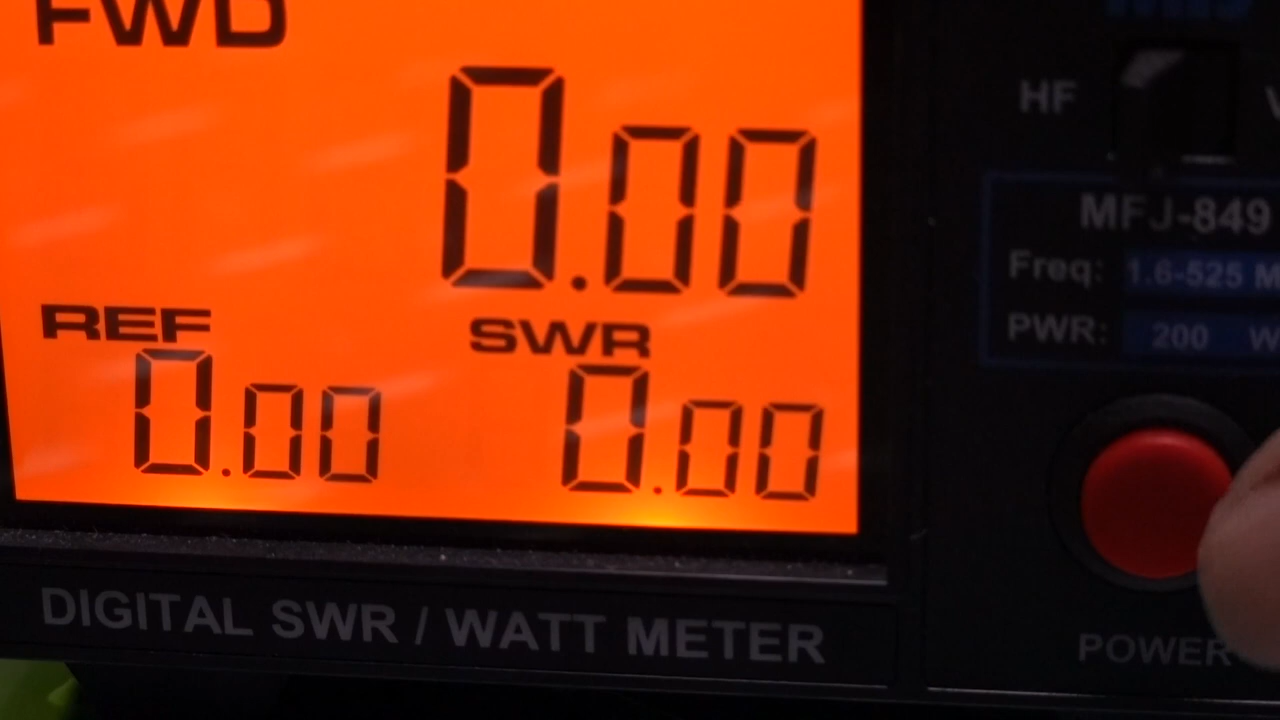 FWD
0.00
REF
SWR
0.00
0.00
HF
MFJ-849
Freq: 1.6-525 M
PWR: 200 W
POWER
DIGITAL SWR / WATT METER